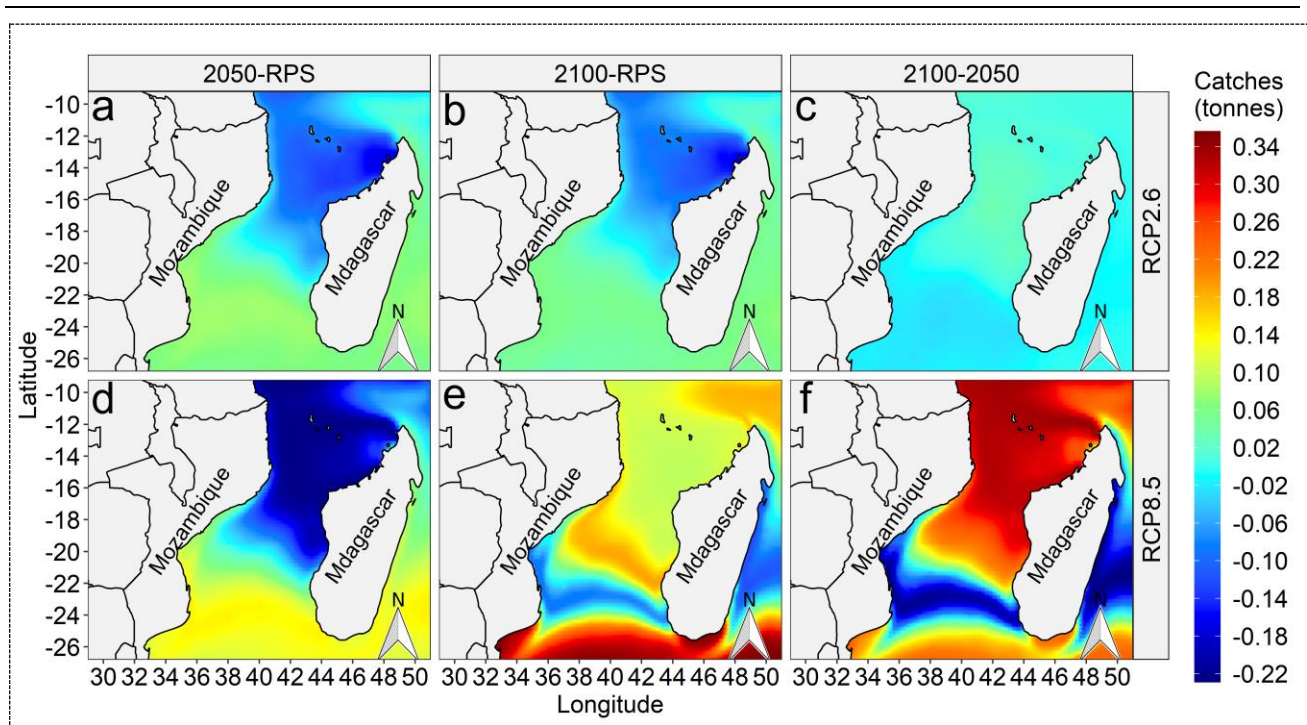 2050-RPS 2100-RPS 2100-2050
Catches
(tonnes)
a b c
-10
-12
-14
-16
-18
-20
-22
-24
-26
Mozambique Mdagascar N
Mozambique Mdagascar N
Mozambique Mdagascar N
RCP2.6
d e f
-10
-12
-14
-16
-18
-20
-22
-24
-26
Mozambique Mdagascar N
Mozambique Mdagascar N
Mozambique Mdagascar N
RCP8.5
Latitude
30 32 34 36 38 40 42 44 46 48 50 30 32 34 36 38 40 42 44 46 48 50 30 32 34 36 38 40 42 44 46 48 50
Longitude
0.34
0.30
0.26
0.22
0.18
0.14
0.10
0.06
0.02
-0.02
-0.06
-0.10
-0.14
-0.18
-0.22